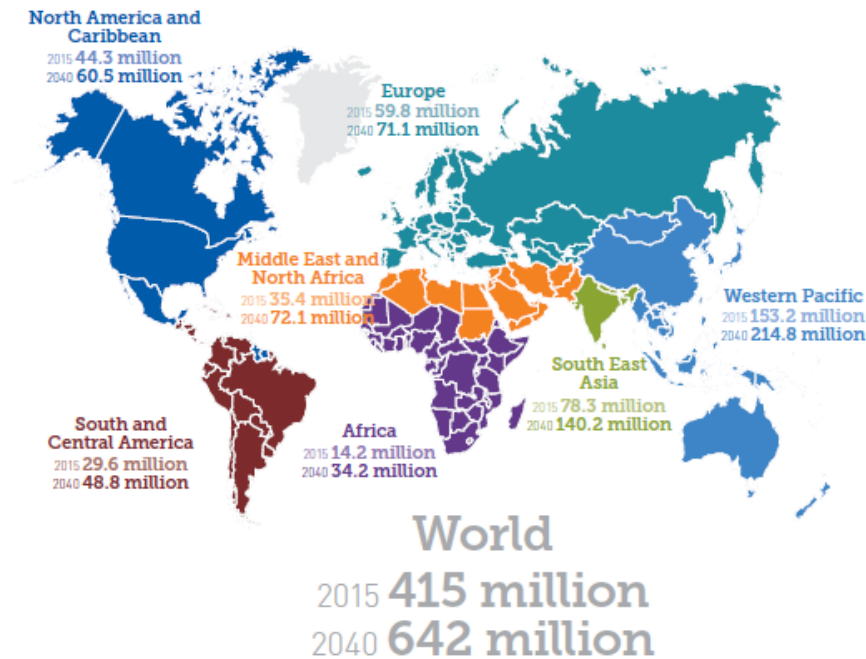 North America and
Caribbean
2015 44.3 million
2040 60.5 million
Europe
2015 59.8 million
2040 71.1 million
Middle East and
North Africa
2015 35.4 million
2040 72.1 million
Western Pacific
2015 153.2 million
2040 214.8 million
South East
Asia
2015 78.3 million
2040 140.2 million
South and
Central America
2015 29.6 million
2040 48.8 million
Africa
2015 14.2 million
2040 34.2 million
World
2015 415 million
2040 642 million